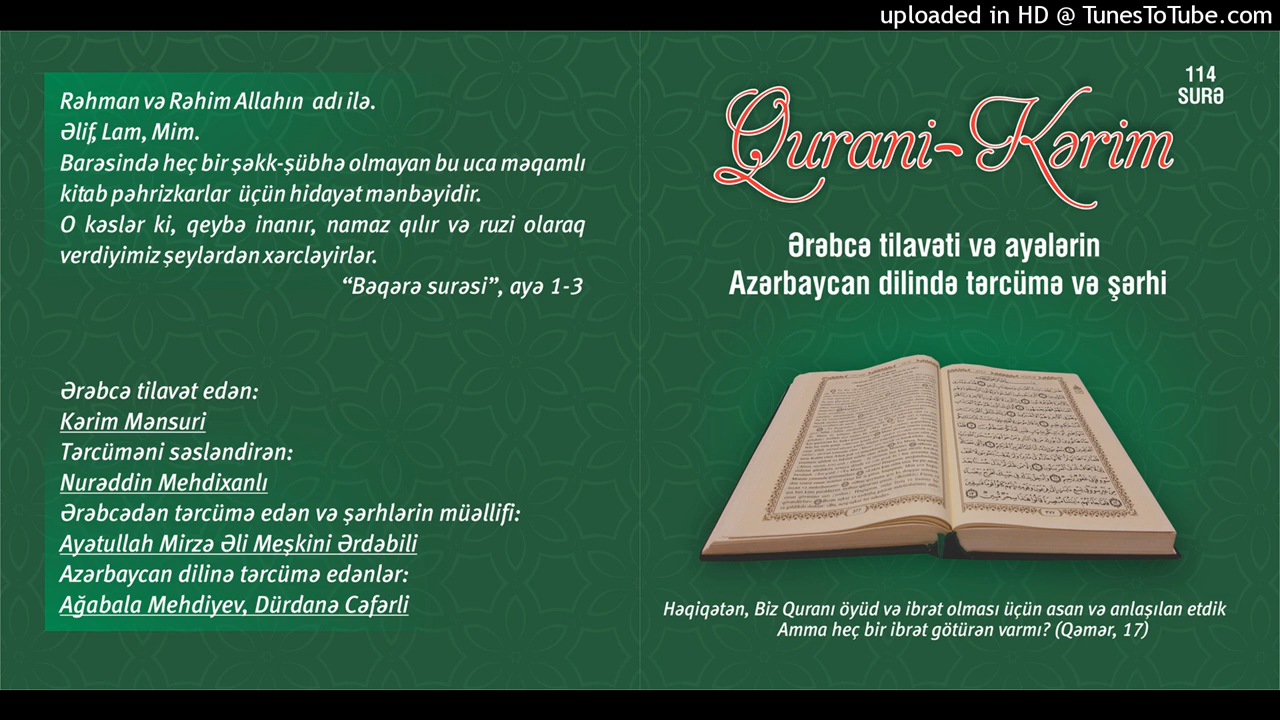 uploaded in HD @ TunesToTube.com
Rəhman və Rəhim Allahın adı ilə.
Əlif, Lam, Mim.
Barəsində heç bir şəkk-şübhə olmayan bu uca məqamlı
kitab pəhrizkarlar üçün hidayət mənbəyidir.
O kəslər ki, qeybə inanır, namaz qılır və ruzi olaraq
verdiyimiz şeylərdən xərcləyirlər.
“Bəqərə surəsi”, ayə 1-3
Ərəbcə tilavət edən:
Kərim Mənsuri
Tərcüməni səsləndirən:
Nurəddin Mehdixanlı
Ərəbcədən tərcümə edən və şərhlərin müəllifi:
Ayətullah Mirzə Əli Meşkini Ərdəbili
Azərbaycan dilinə tərcümə edənlər:
Ağabala Mehdiyev, Dürdanə Cəfərli
114
SURƏ
Qurani-Kərim
Ərəbcə tilavəti və ayələrin
Azərbaycan dilində tərcümə və şərhi
Həqiqətən, Biz Quranı öyüd və ibrət olması üçün asan və anlaşılan etdik
Amma heç bir ibrət götürən varmı? (Qəmər, 17)